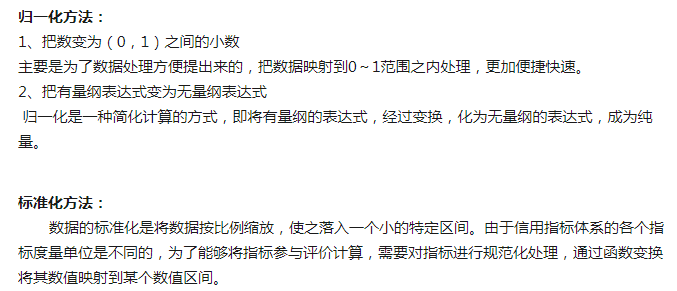 归一化方法：
1、把数变为（0，1）之间的小数
主要是为了数据处理方便提出来的，把数据映射到0～1范围之内处理，更加便捷快速。
2、把有量纲表达式变为无量纲表达式
归一化是一种简化计算的方式，即将有量纲的表达式，经过变换，化为无量纲的表达式，成为纯
量。
标准化方法：
数据的标准化是将数据按比例缩放，使之落入一个小的特定区间。由于信用指标体系的各个指
标度量单位是不同的，为了能够将指标参与评价计算，需要对指标进行规范化处理，通过函数变换
将其数值映射到某个数值区间。